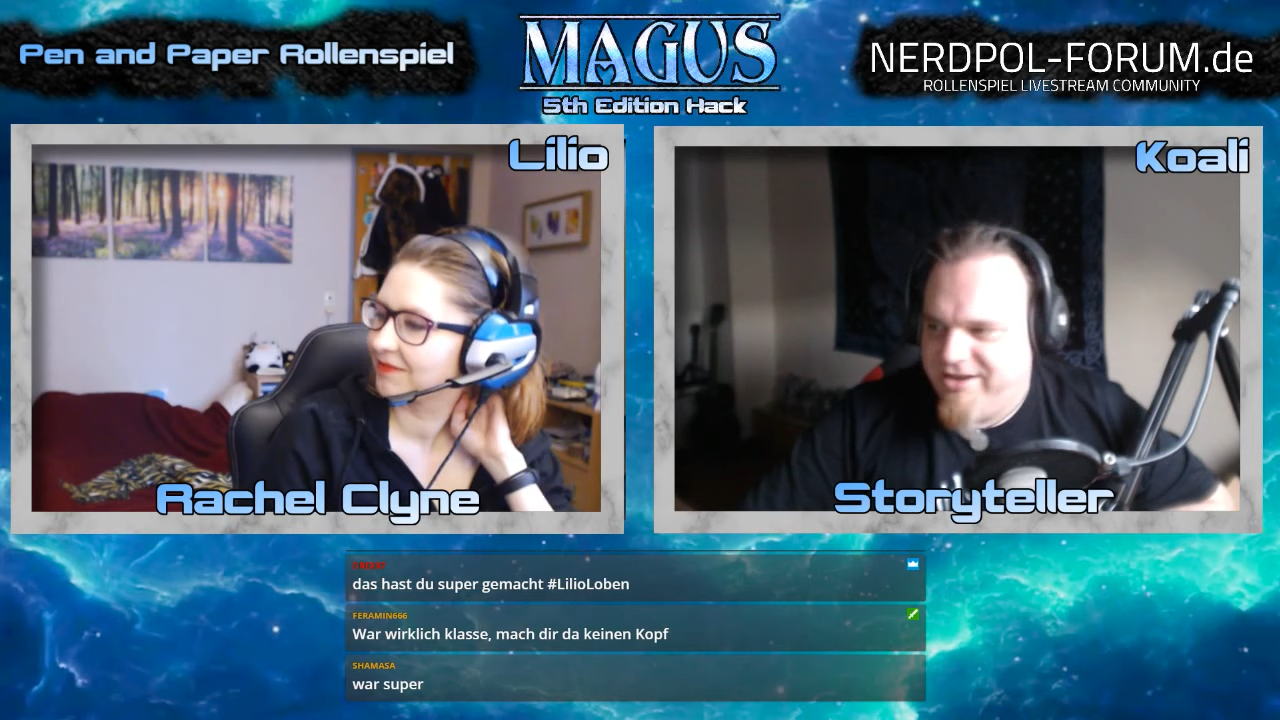 Pen and Paper Rollenspiel
MAGUS
5th Edition Hack
NERDPOL-FORUM.de
ROLLENSPIEL LIVESTREAM COMMUNITY
Lilio
Koali
Rachel Clyne
Storyteller
das hast du super gemacht #LilioLoben
FERAMIN666
War wirklich klasse, mach dir da keinen Kopf
SHAMASA
war super